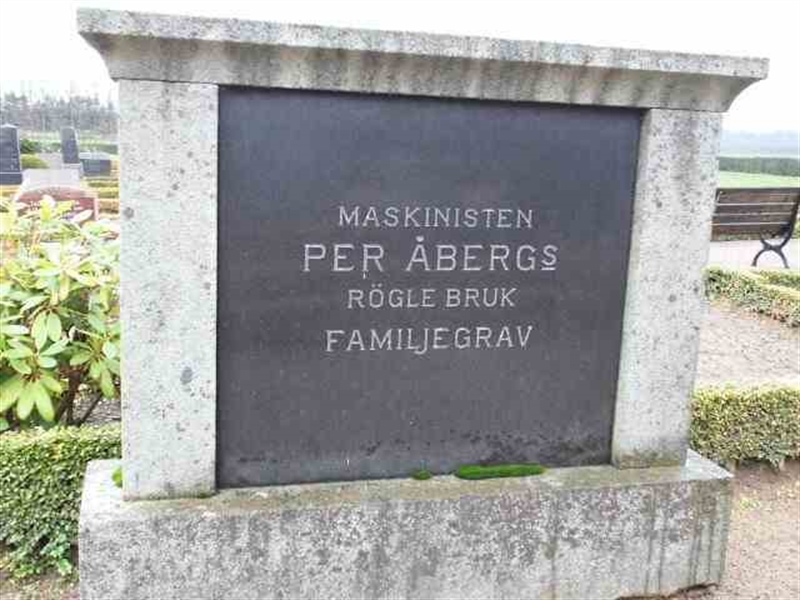 MASKINISTEN
PER ÅBERGS
RÖGLE BRUK
FAMILJEGRAV